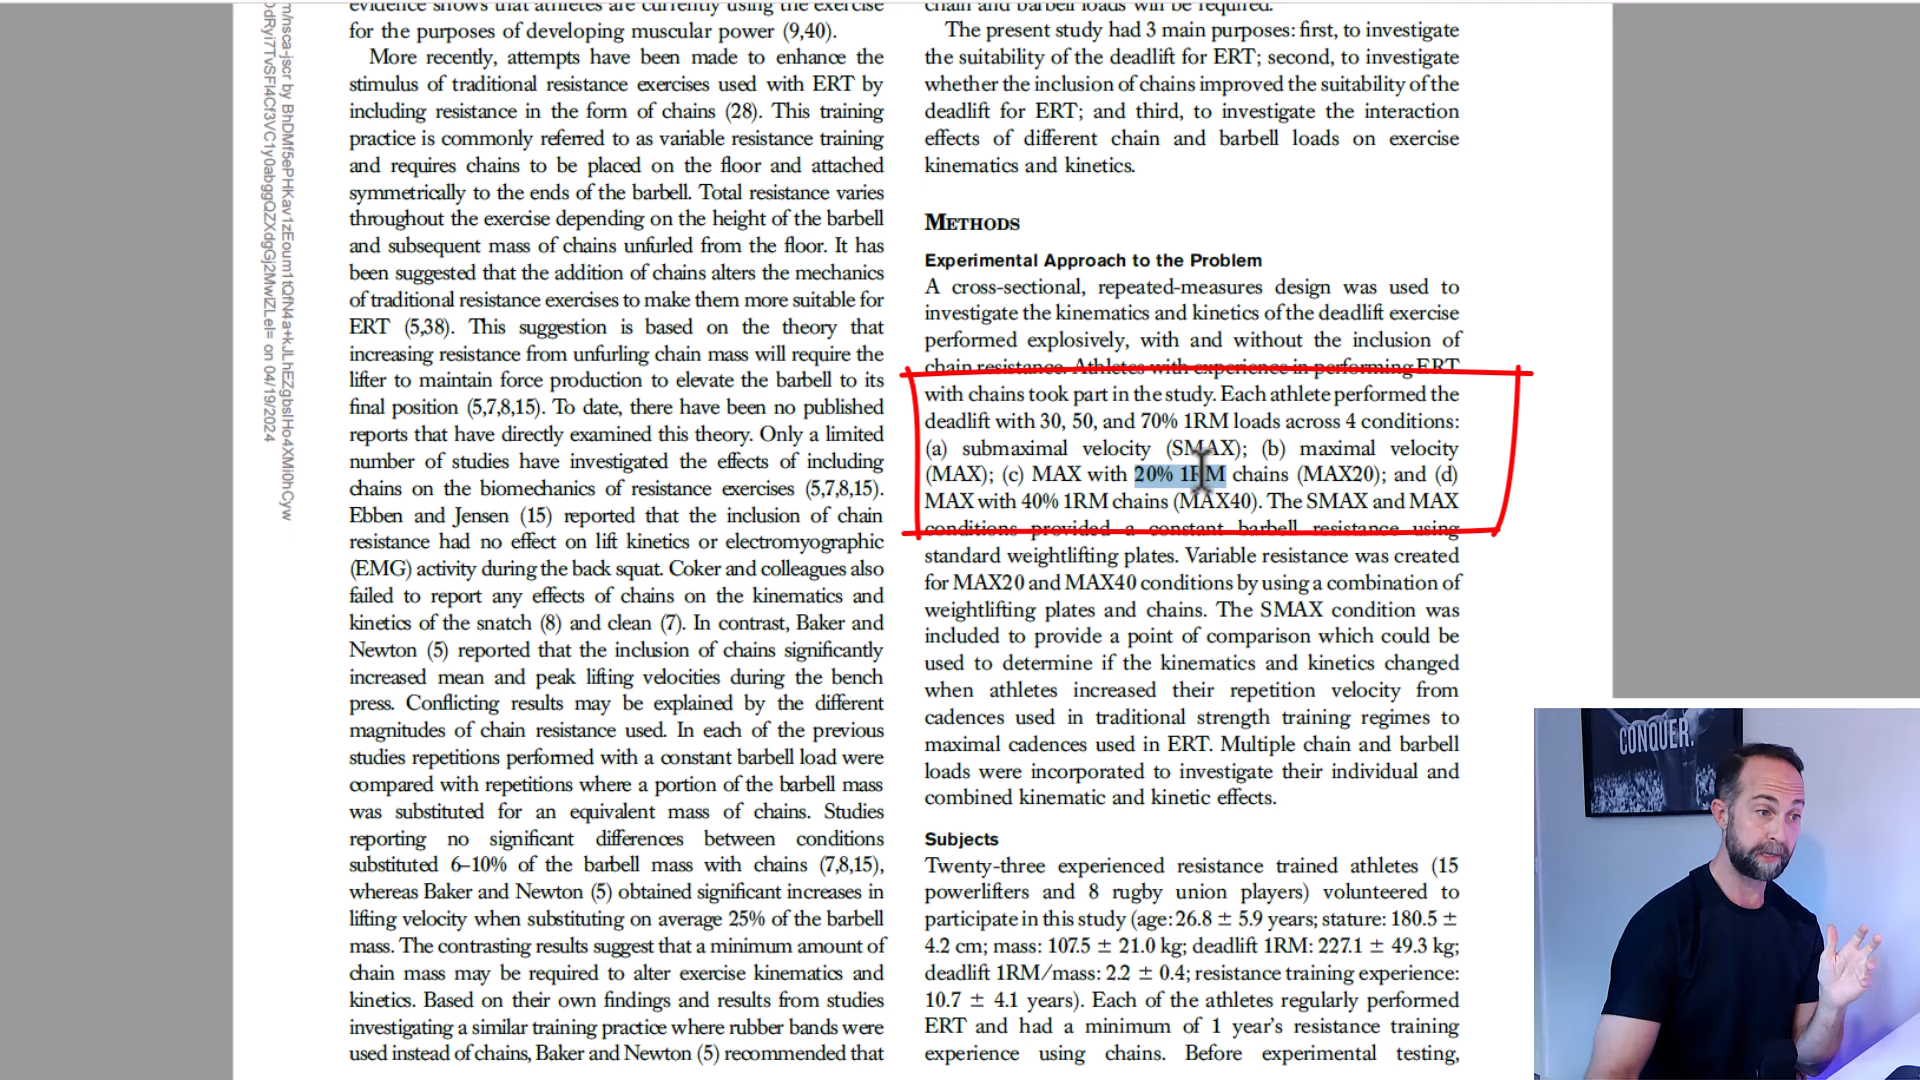 m/nsca-jscr by BhDMf5ePHKav1zEoum1tQfN4a+kJLhEZgbsIHo4XMi0hCyw
on 04/19/2024
evidence shows that athletes are currently using the exercise
for the purposes of developing muscular power (9,40).
More recently, attempts have been made to enhance the
stimulus of traditional resistance exercises used with ERT by
including resistance in the form of chains (28). This training
practice is commonly referred to as variable resistance training
and requires chains to be placed on the floor and attached
symmetrically to the ends of the barbell. Total resistance varies
throughout the exercise depending on the height of the barbell
and subsequent mass of chains unfurled from the floor. It has
been suggested that the addition of chains alters the mechanics
of traditional resistance exercises to make them more suitable for
ERT (5,38). This suggestion is based on the theory that
increasing resistance from unfurling chain mass will require the
lifter to maintain force production to elevate the barbell to its
final position (5,7,8,15). To date, there have been no published
reports that have directly examined this theory. Only a limited
number of studies have investigated the effects of including
chains on the biomechanics of resistance exercises (5,7,8,15).
Ebben and Jensen (15) reported that the inclusion of chain
resistance had no effect on lift kinetics or electromyographic
(EMG) activity during the back squat. Coker and colleagues also
failed to report any effects of chains on the kinematics and
kinetics of the snatch (8) and clean (7). In contrast, Baker and
Newton (5) reported that the inclusion of chains significantly
increased mean and peak lifting velocities during the bench
press. Conflicting results may be explained by the different
magnitudes of chain resistance used. In each of the previous
studies repetitions performed with a constant barbell load were
compared with repetitions where a portion of the barbell mass
was substituted for an equivalent mass of chains. Studies
reporting no significant differences between conditions
substituted 6–10% of the barbell mass with chains (7,8,15),
whereas Baker and Newton (5) obtained significant increases in
lifting velocity when substituting on average 25% of the barbell
mass. The contrasting results suggest that a minimum amount of
chain mass may be required to alter exercise kinematics and
kinetics. Based on their own findings and results from studies
investigating a similar training practice where rubber bands were
used instead of chains, Baker and Newton (5) recommended that
chain and barbell loads will be required.
The present study had 3 main purposes: first, to investigate
the suitability of the deadlift for ERT; second, to investigate
whether the inclusion of chains improved the suitability of the
deadlift for ERT; and third, to investigate the interaction
effects of different chain and barbell loads on exercise
kinematics and kinetics.
METHODS
Experimental Approach to the Problem
A cross-sectional, repeated-measures design was used to
investigate the kinematics and kinetics of the deadlift exercise
performed explosively, with and without the inclusion of
chain resistance. Athletes with experience in performing ERT
with chains took part in the study. Each athlete performed the
deadlift with 30, 50, and 70% 1RM loads across 4 conditions:
(a) submaximal velocity (SMAX); (b) maximal velocity
(MAX); (c) MAX with 20% 1RM chains (MAX20); and (d)
MAX with 40% 1RM chains (MAX40). The SMAX and MAX
conditions provided a constant barbell resistance using
standard weightlifting plates. Variable resistance was created
for MAX20 and MAX40 conditions by using a combination of
weightlifting plates and chains. The SMAX condition was
included to provide a point of comparison which could be
used to determine if the kinematics and kinetics changed
when athletes increased their repetition velocity from
cadences used in traditional strength training regimes to
maximal cadences used in ERT. Multiple chain and barbell
loads were incorporated to investigate their individual and
combined kinematic and kinetic effects.
Subjects
Twenty-three experienced resistance trained athletes (15
powerlifters and 8 rugby union players) volunteered to
participate in this study (age: 26.8 ± 5.9 years; stature: 180.5 ±
4.2 cm; mass: 107.5 ± 21.0 kg; deadlift 1RM: 227.1 ± 49.3 kg;
deadlift 1RM/mass: 2.2 ± 0.4; resistance training experience:
10.7 ± 4.1 years). Each of the athletes regularly performed
ERT and had a minimum of 1 year's resistance training
experience using chains. Before experimental testing,
CONQUER.